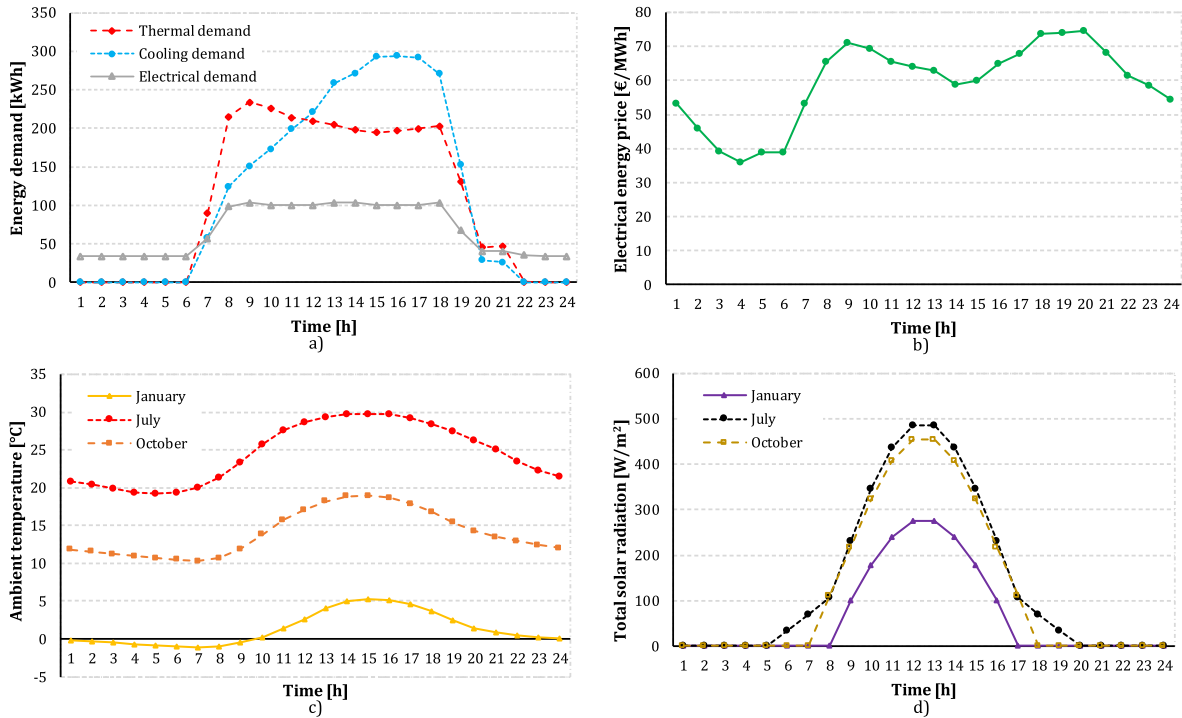 Energy demand [kWh]
350
300
250
200
150
100
50
0
Thermal demand
Cooling demand
Electrical demand
1 2 3 4 5 6 7 8 9 10 11 12 13 14 15 16 17 18 19 20 21 22 23 24
Time [h]
a)
Electrical energy price [€/MWh]
80
70
60
50
40
30
20
10
0
1 2 3 4 5 6 7 8 9 10 11 12 13 14 15 16 17 18 19 20 21 22 23 24
Time [h]
b)
Ambient temperature [°C]
35
30
25
20
15
10
5
0
-5
January
July
October
1 2 3 4 5 6 7 8 9 10 11 12 13 14 15 16 17 18 19 20 21 22 23 24
Time [h]
c)
Total solar radiation [W/m²]
600
500
400
300
200
100
0
January
July
October
1 2 3 4 5 6 7 8 9 10 11 12 13 14 15 16 17 18 19 20 21 22 23 24
Time [h]
d)